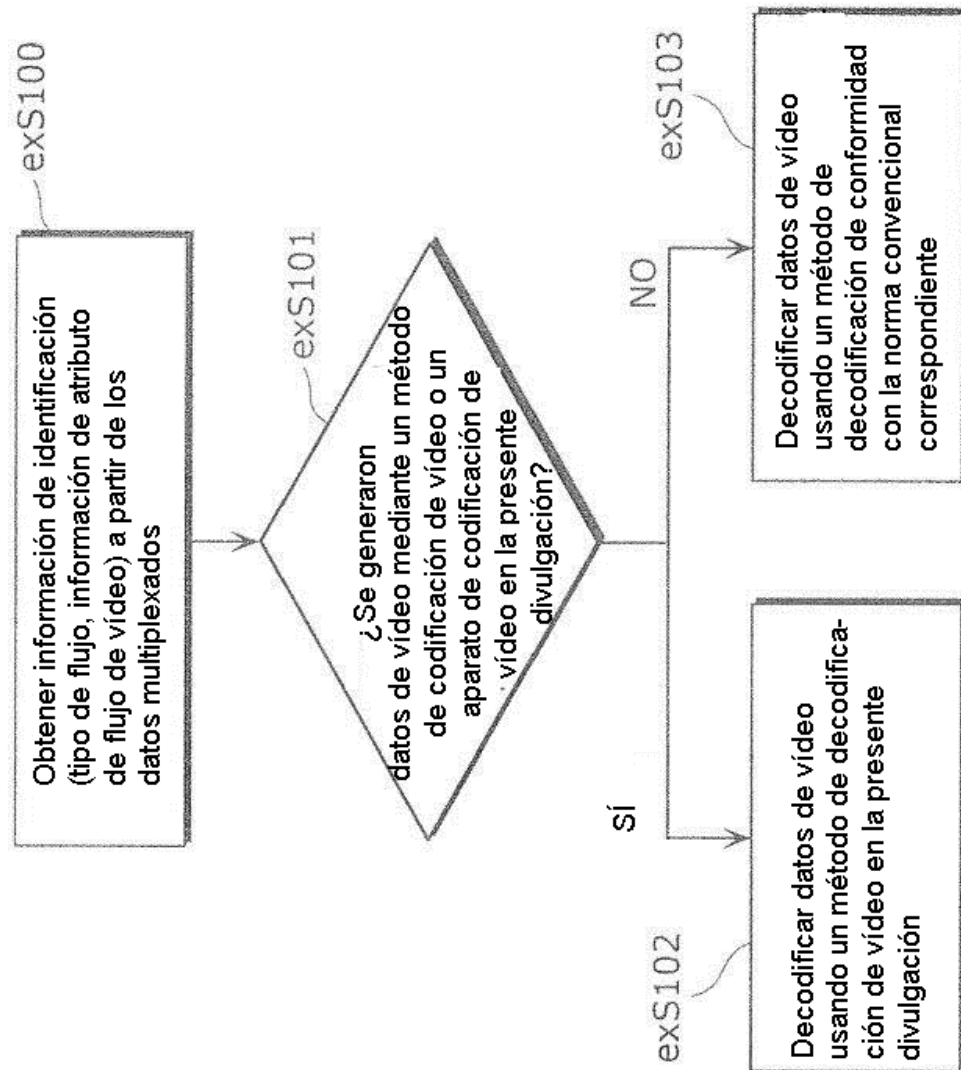 exS100
Obtener información de identificación
(tipo de flujo, información de atributo
de flujo de vídeo) a partir de los
datos multiplexados
exS101
¿Se generaron
datos de vídeo mediante un método
de codificación de vídeo o un
aparato de codificación de
vídeo en la presente
divulgación?
SÍ
NO
exS102
Decodificar datos de vídeo
usando un método de decodifica-
ción de vídeo en la presente
divulgación
exS103
Decodificar datos de vídeo
usando un método de
decodificación de conformidad
con la norma convencional
correspondiente